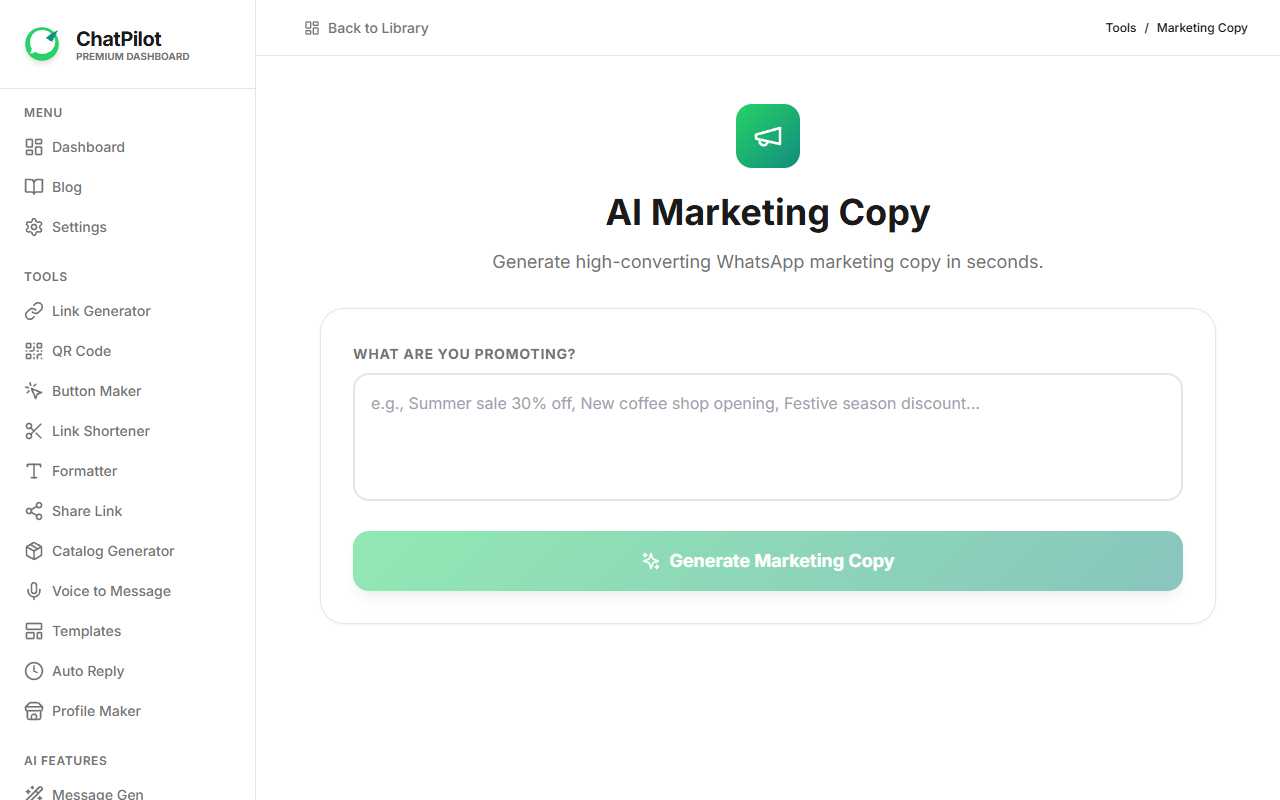 ChatPilot
PREMIUM DASHBOARD
MENU
Dashboard
Blog
Settings
TOOLS
Link Generator
QR Code
Button Maker
Link Shortener
Formatter
Share Link
Catalog Generator
Voice to Message
Templates
Auto Reply
Profile Maker
AI FEATURES
Message Gen
Back to Library
Tools / Marketing Copy
AI Marketing Copy
Generate high-converting WhatsApp marketing copy in seconds.
WHAT ARE YOU PROMOTING?
e.g., Summer sale 30% off, New coffee shop opening, Festive season discount...
Generate Marketing Copy